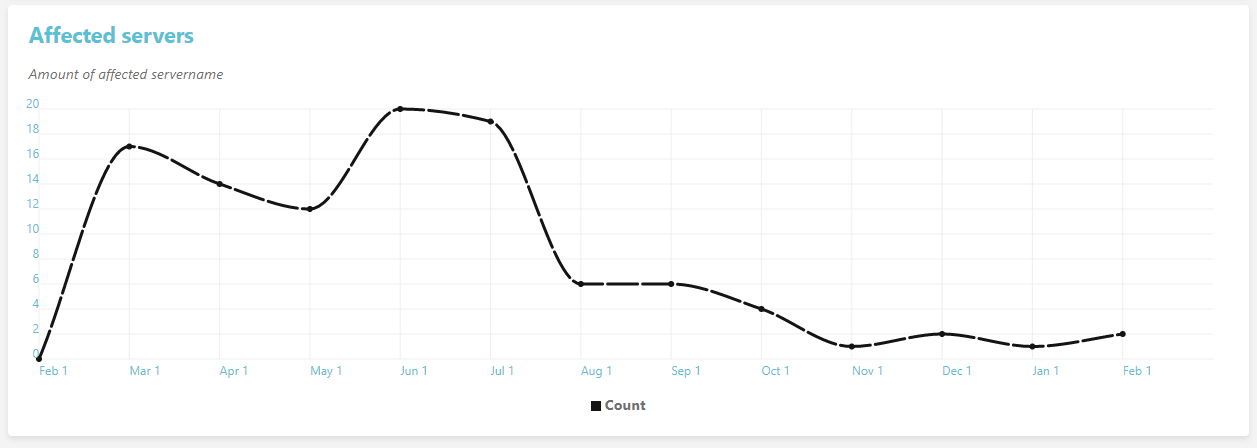 Affected servers
Amount of affected servername
20
18
16
14
12
10
8
6
4
2
0
Feb 1 Mar 1 Apr 1 May 1 Jun 1 Jul 1 Aug 1 Sep 1 Oct 1 Nov 1 Dec 1 Jan 1 Feb 1
Count